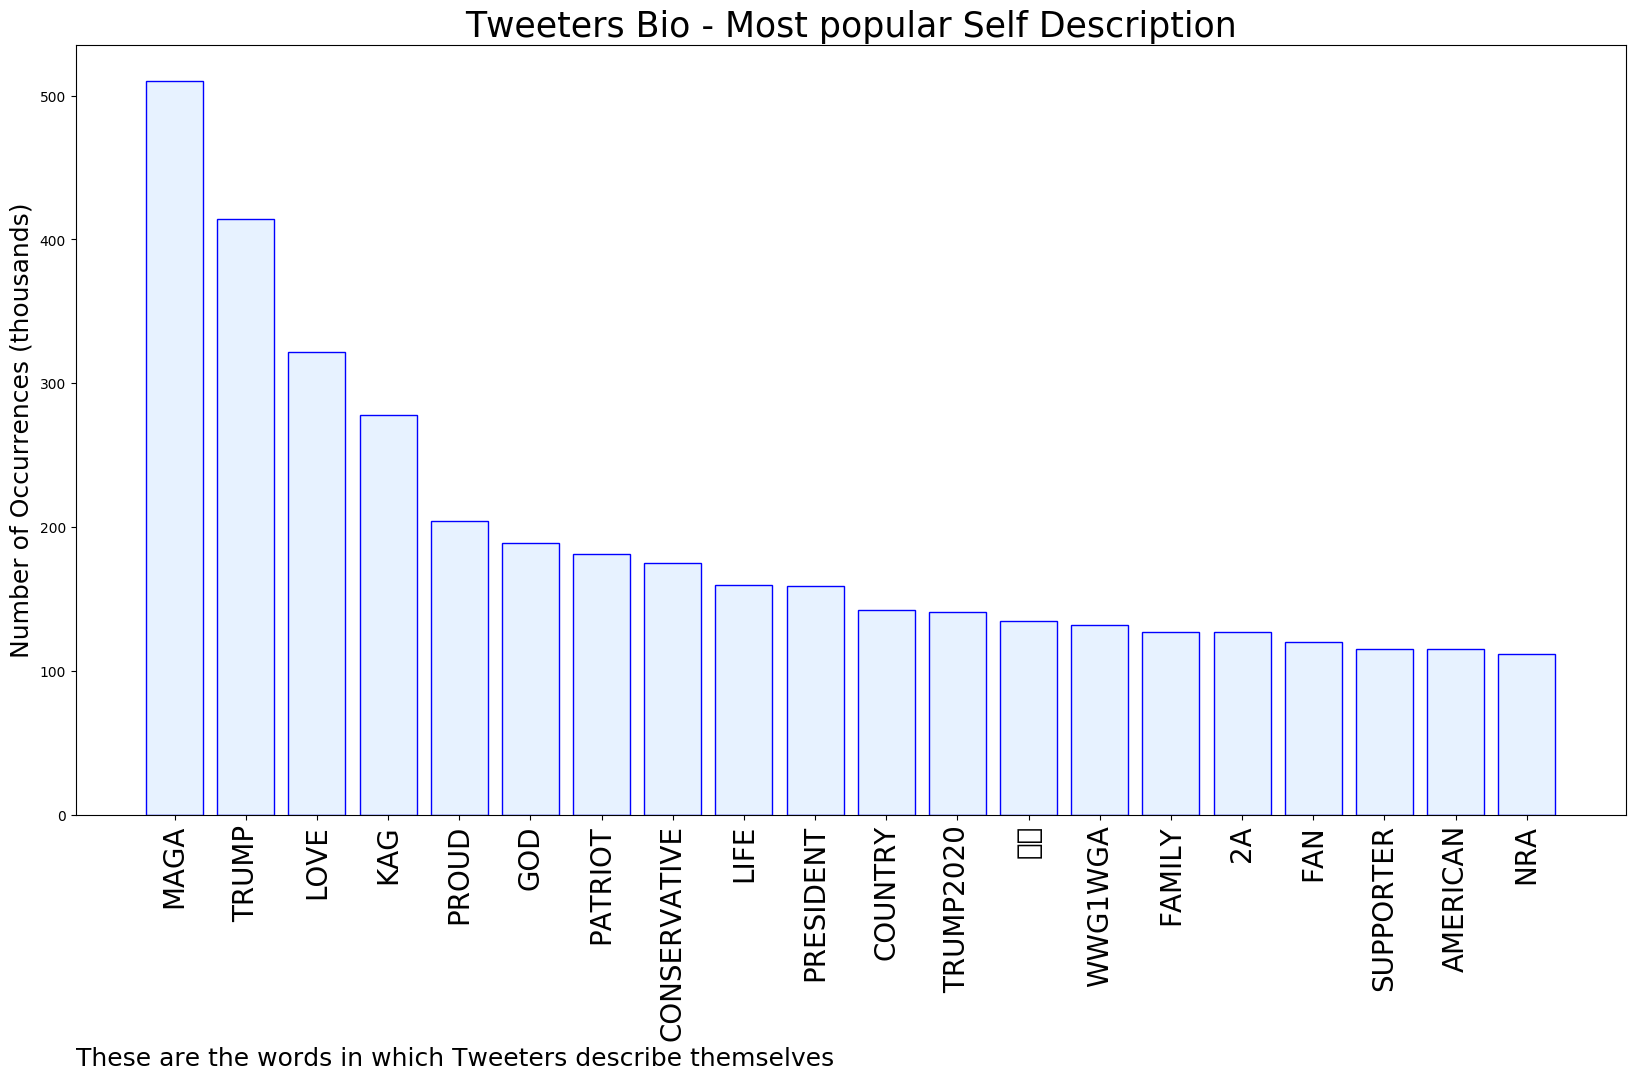 Tweeters Bio - Most popular Self Description
Number of Occurrences (thousands)
500
400
300
200
100
0
MAGA
TRUMP
LOVE
KAG
PROUD
GOD
PATRIOT
CONSERVATIVE
LIFE
PRESIDENT
COUNTRY
TRUMP2020
WWG1WGA
FAMILY
2A
FAN
SUPPORTER
AMERICAN
NRA
These are the words in which Tweeters describe themselves